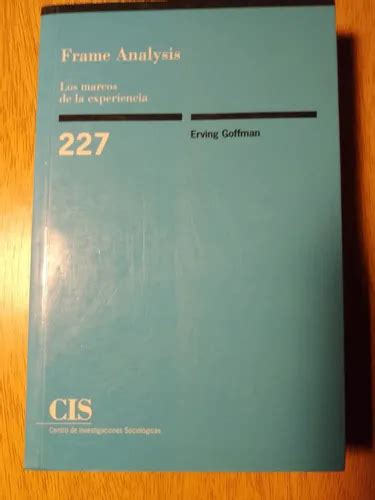 Frame Analysis
Los marcos
de la experiencia
227
Erving Goffman
CIS
Centro de Investigaciones Sociológicas